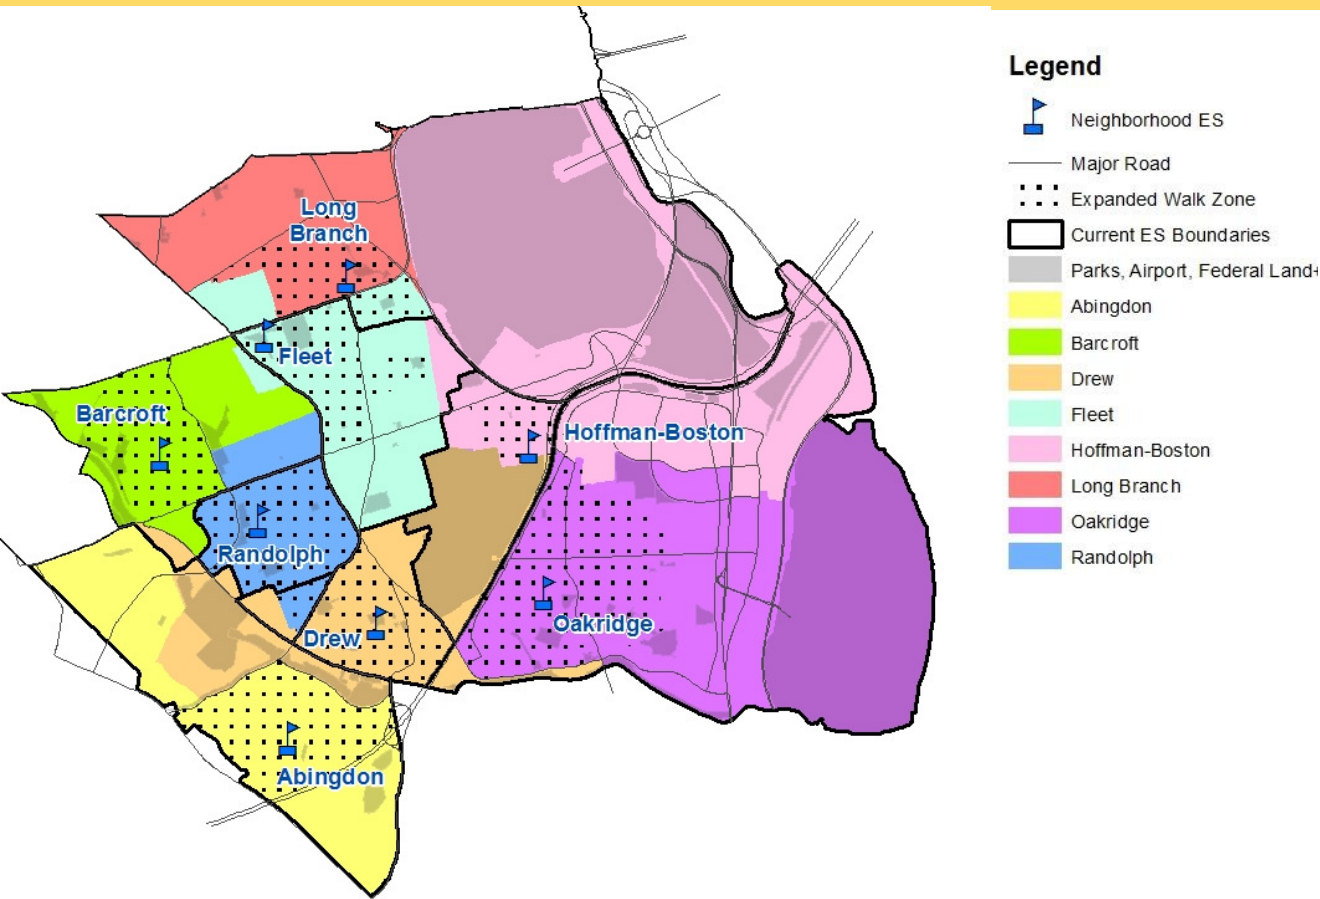 Legend
Neighborhood ES
Major Road
Expanded Walk Zone
Current ES Boundaries
Parks, Airport, Federal Land+
Abingdon
Barcroft
Drew
Fleet
Hoffman-Boston
Long Branch
Oakridge
Randolph
Long
Branch
Fleet
Barcroft
Hoffman-Boston
Randolph
Oakridge
Drew
Abingdon